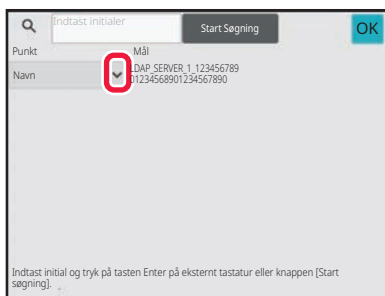 Indtast initialer
Start Søgning
OK
Punkt
Mål
Navn
LDAP_SERVER_1_123456789
01234568901234567890
Indtast initial og tryk på tasten Enter på eksternt tastatur eller knappen [Start
søgning].